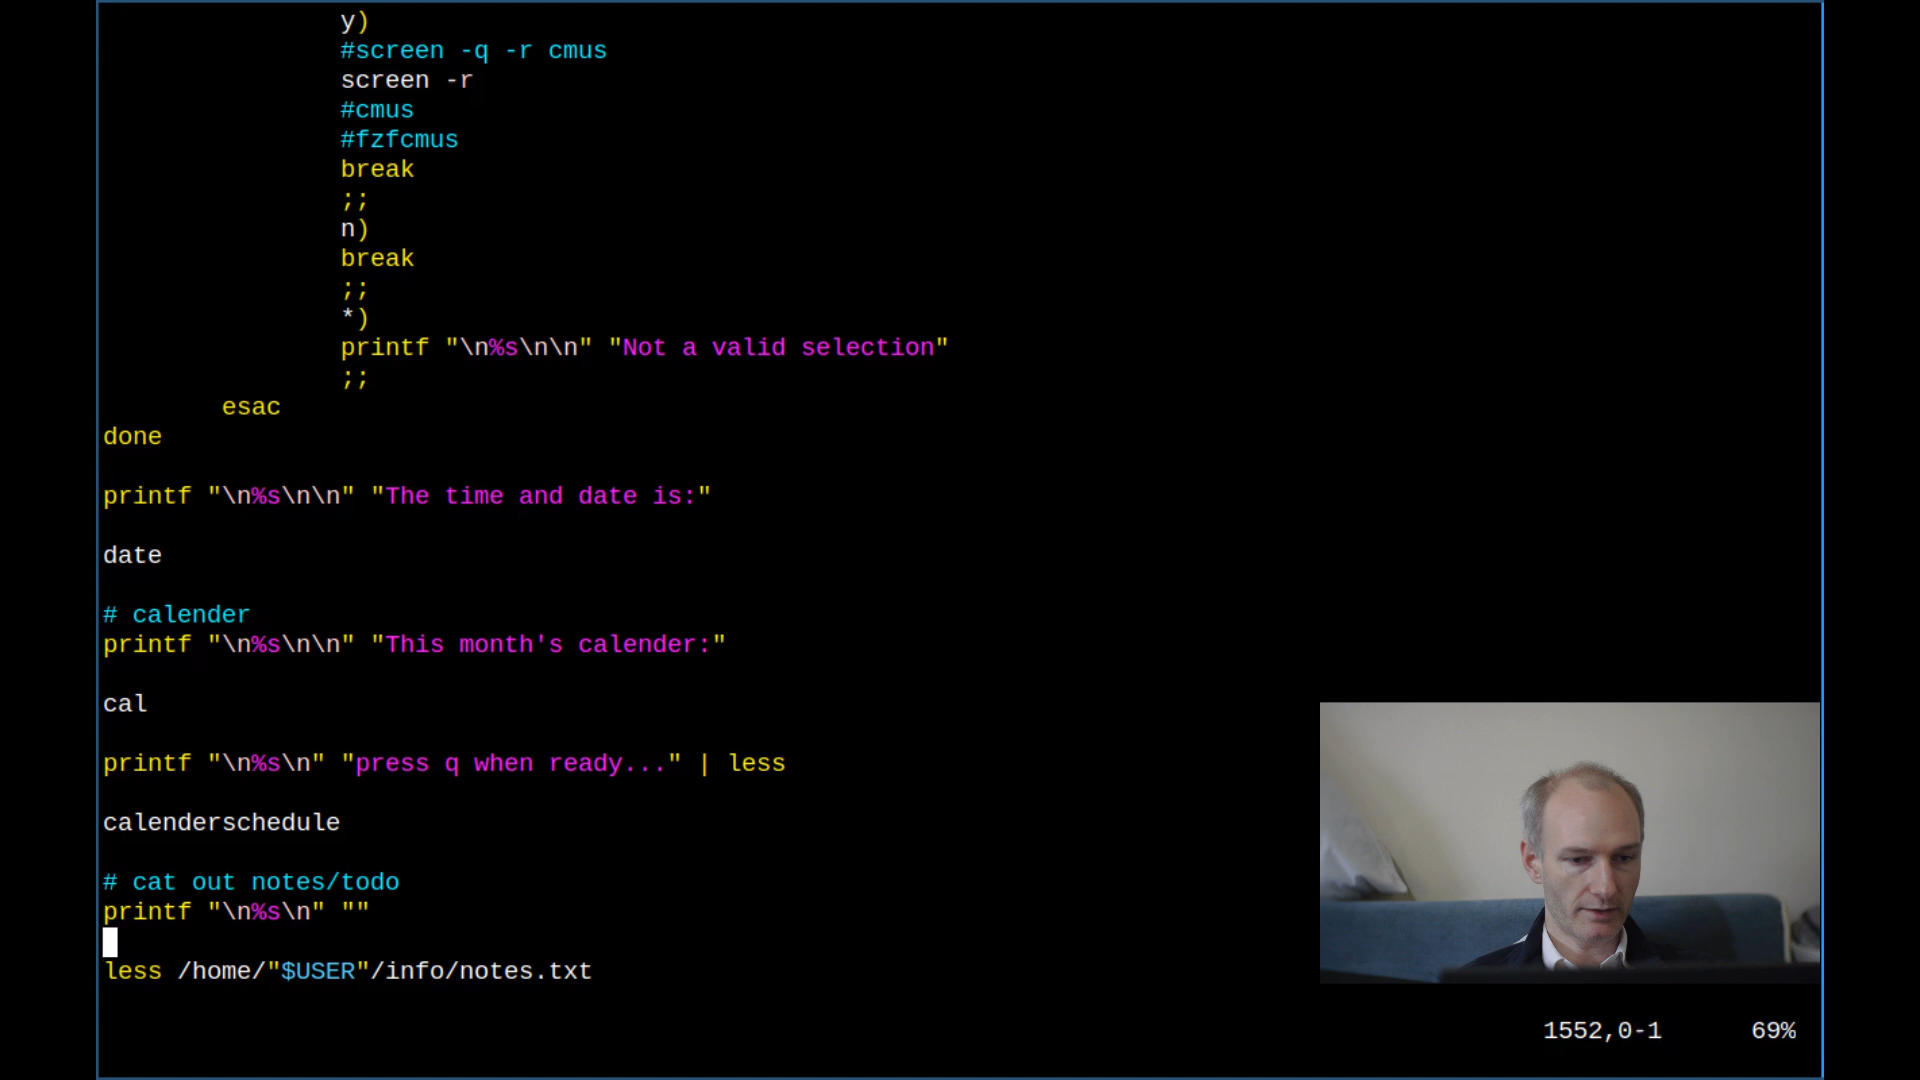 y)
#screen -q -r cmus
screen -r
#cmus
#fzfcmus
break
;;
n)
break
;;
*)
printf "\n%s\n\n" "Not a valid selection"
;;
esac
done
printf "\n%s\n\n" "The time and date is:"
date
# calender
printf "\n%s\n\n" "This month's calender:"
cal
printf "\n%s\n" "press q when ready..." | less
calenderschedule
# cat out notes/todo
printf "\n%s\n" ""
less /home/"$USER"/info/notes.txt
1552,0-1 69%